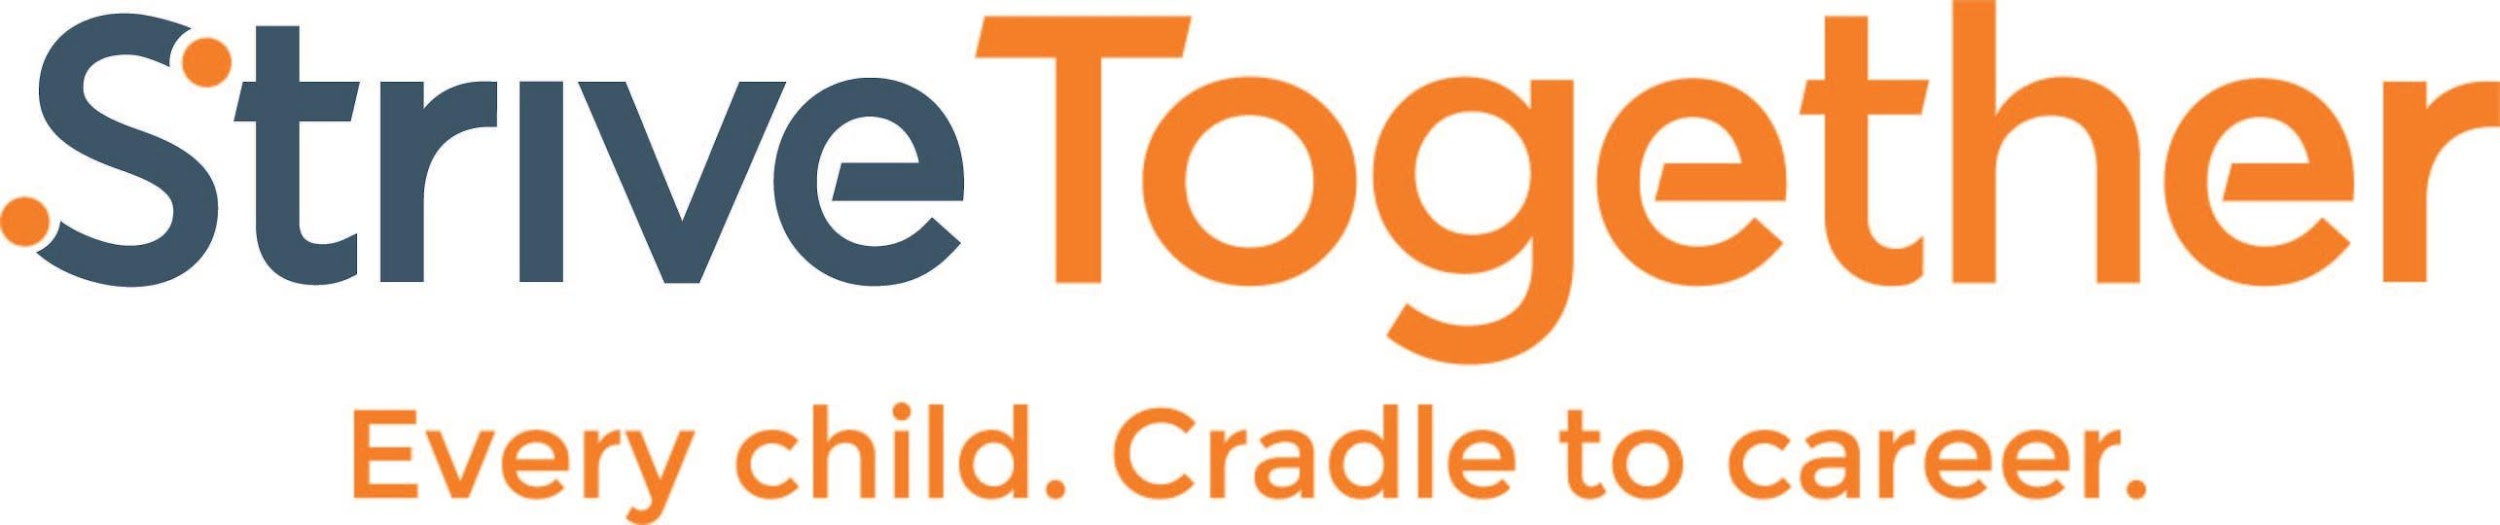 StriveTogether
Every child. Cradle to career.